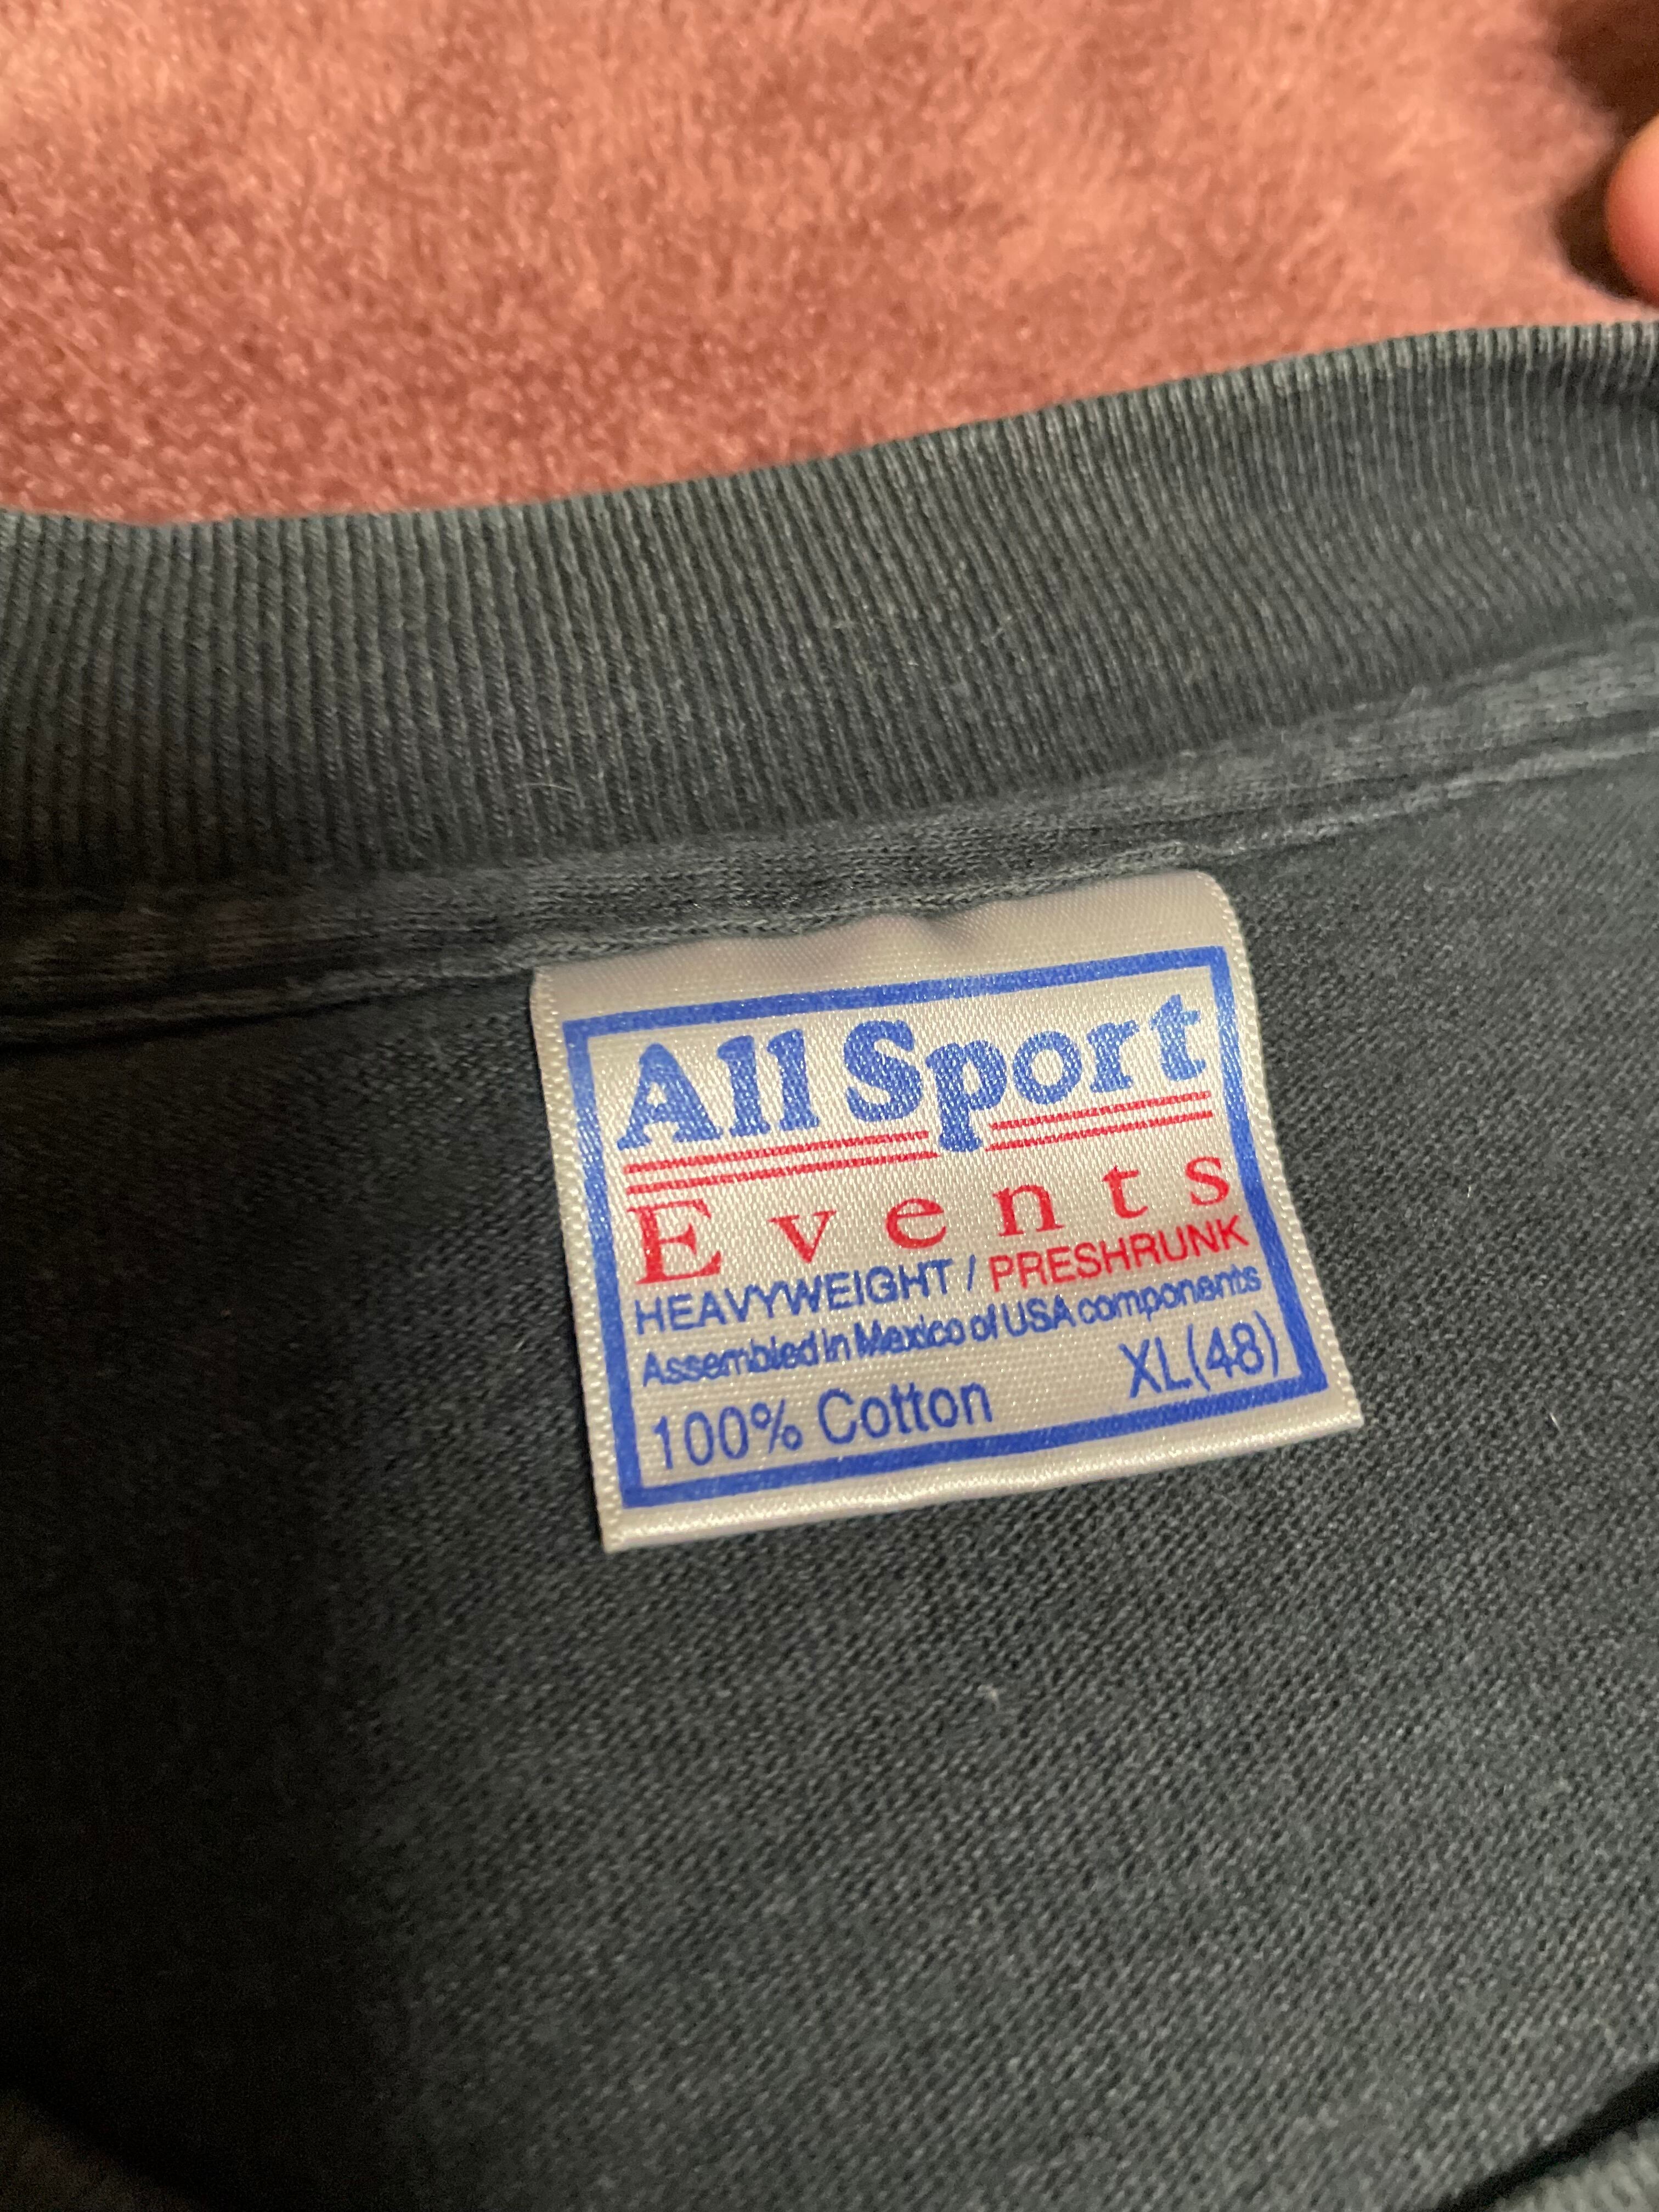 All Sport
Events
HEAVYWEIGHT / PRESHRUNK
Assembled in Mexico of USA components
100% Cotton XL(48)